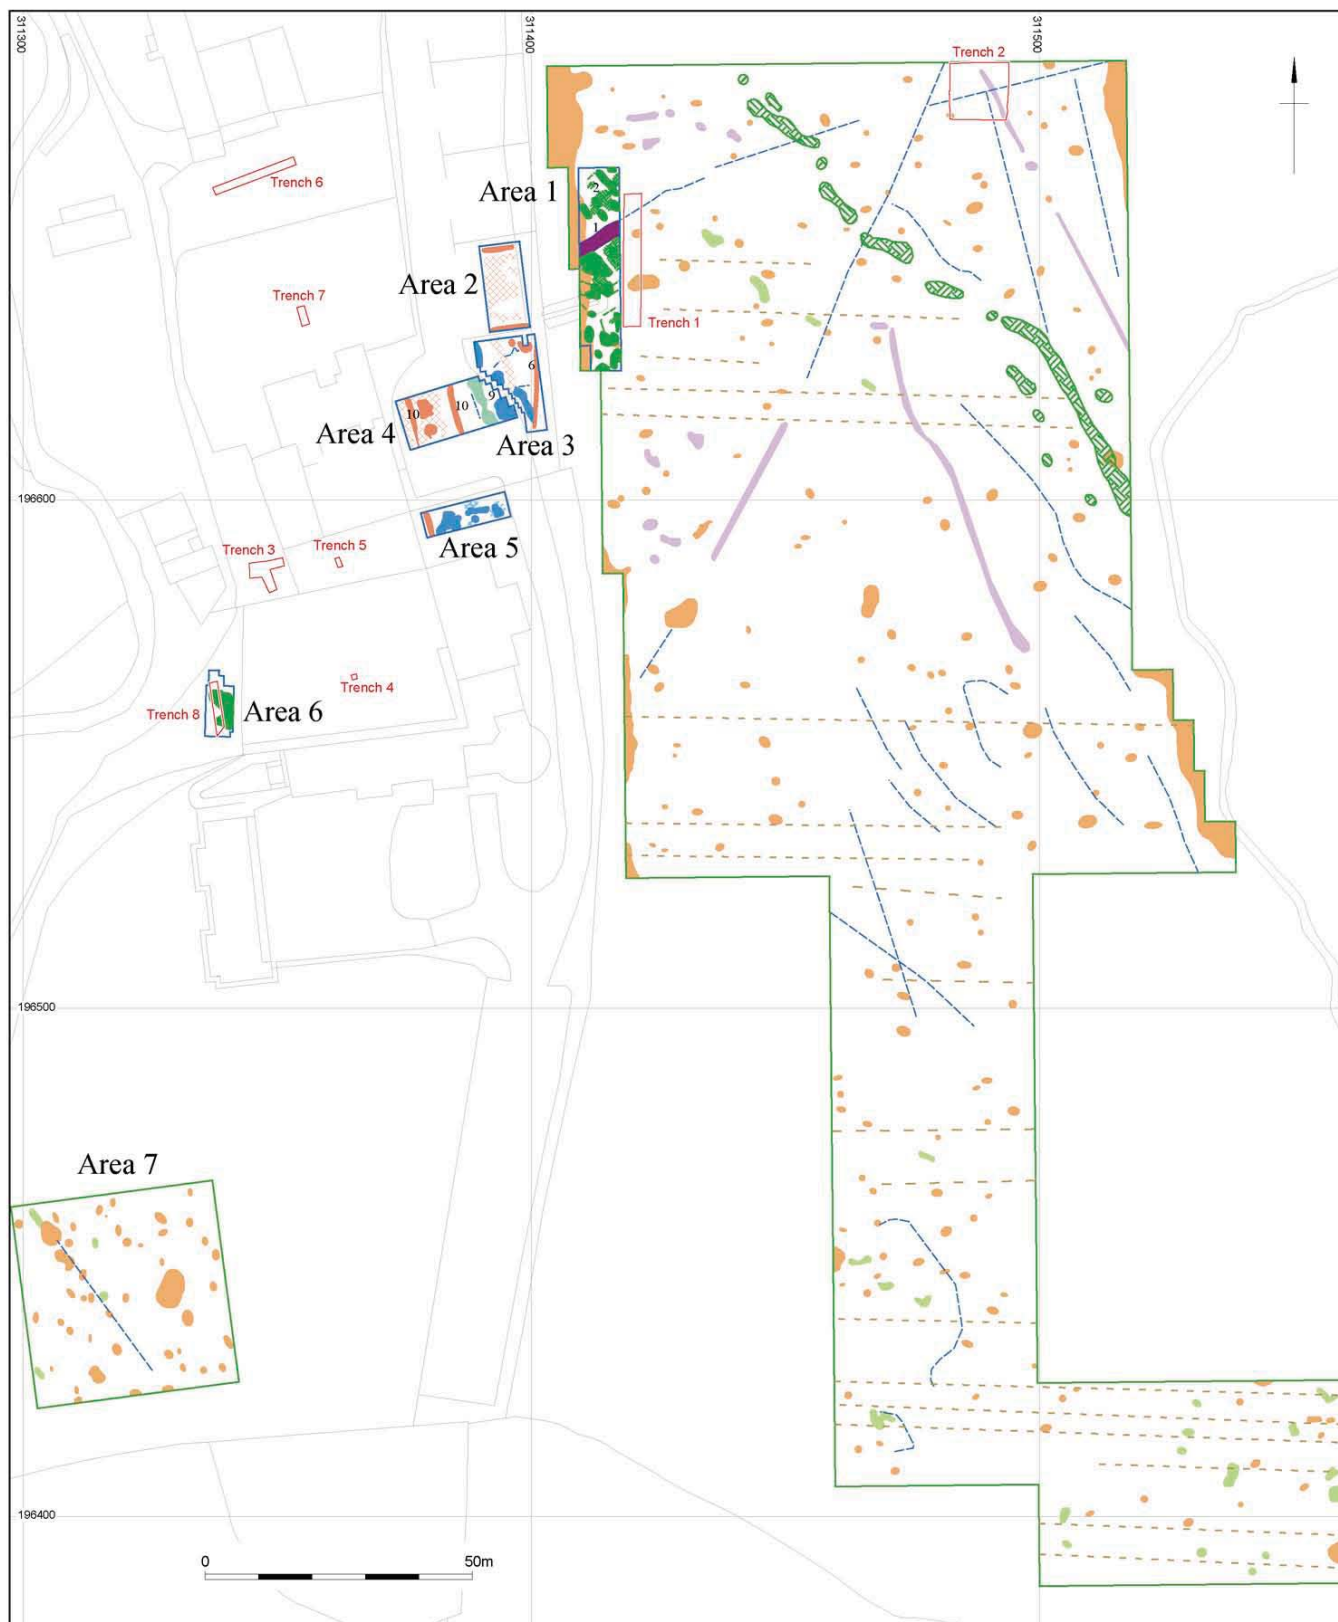 311300
311400
311500
Trench 2
Trench 6
Area 1
2
1
Area 2
Trench 7
Trench 1
6
9
10
10
Area 4
Area 3
196600
Area 5
Trench 3
Trench 5
Trench 4
Trench 8
Area 6
196500
Area 7
196400
0
50m